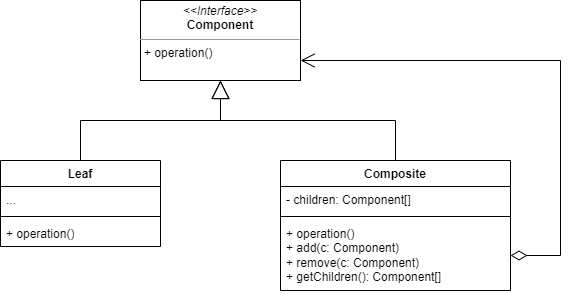 <<Interface>>
Component
+ operation()
Leaf
...
+ operation()
Composite
- children: Component[]
+ operation()
+ add(c: Component)
+ remove(c: Component)
+ getChildren(): Component[]